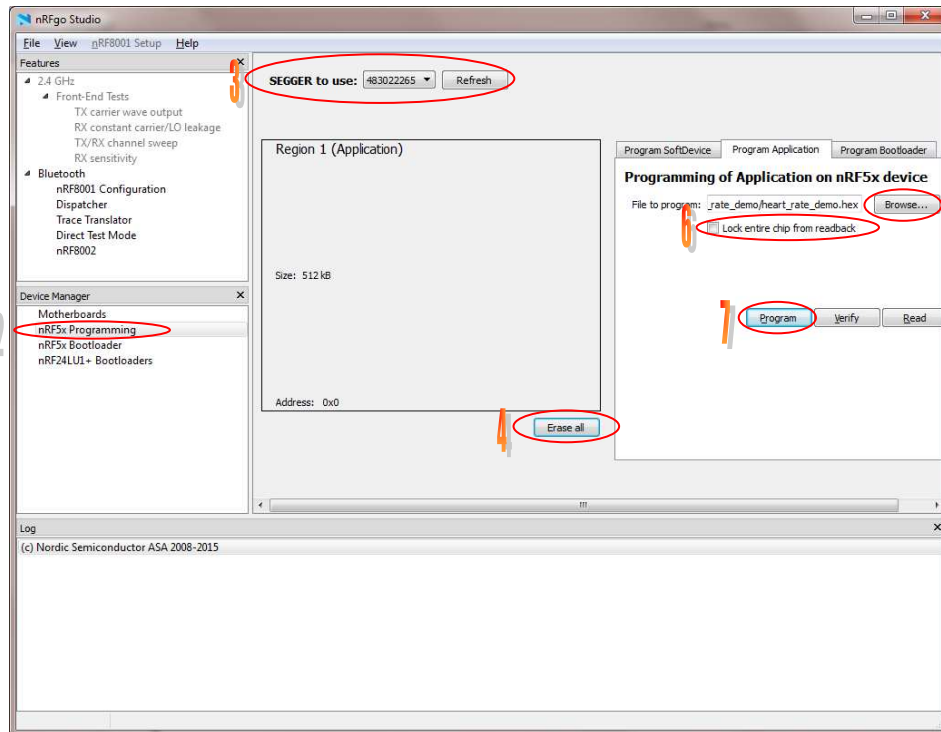 nRFgo Studio
File View nRF8001 Setup Help
Features
2.4 GHz
Front-End Tests
TX carrier wave output
RX constant carrier/LO leakage
TX/RX channel sweep
RX sensitivity
Bluetooth
nRF8001 Configuration
Dispatcher
Trace Translator
Direct Test Mode
nRF8002
Device Manager
Motherboards
2
nRF5x Programming
nRF5x Bootloader
nRF24LU1+ Bootloaders
3
SEGGER to use: 483022265 Refresh
Region 1 (Application)
Size: 512 kB
Address: 0x0
4
Erase all
Program SoftDevice Program Application Program Bootloader
Programming of Application on nRF5x device
File to program: _rate_demo/heart_rate_demo.hex Browse...
6
Lock entire chip from readback
7
Program Verify Read
Log
(c) Nordic Semiconductor ASA 2008-2015